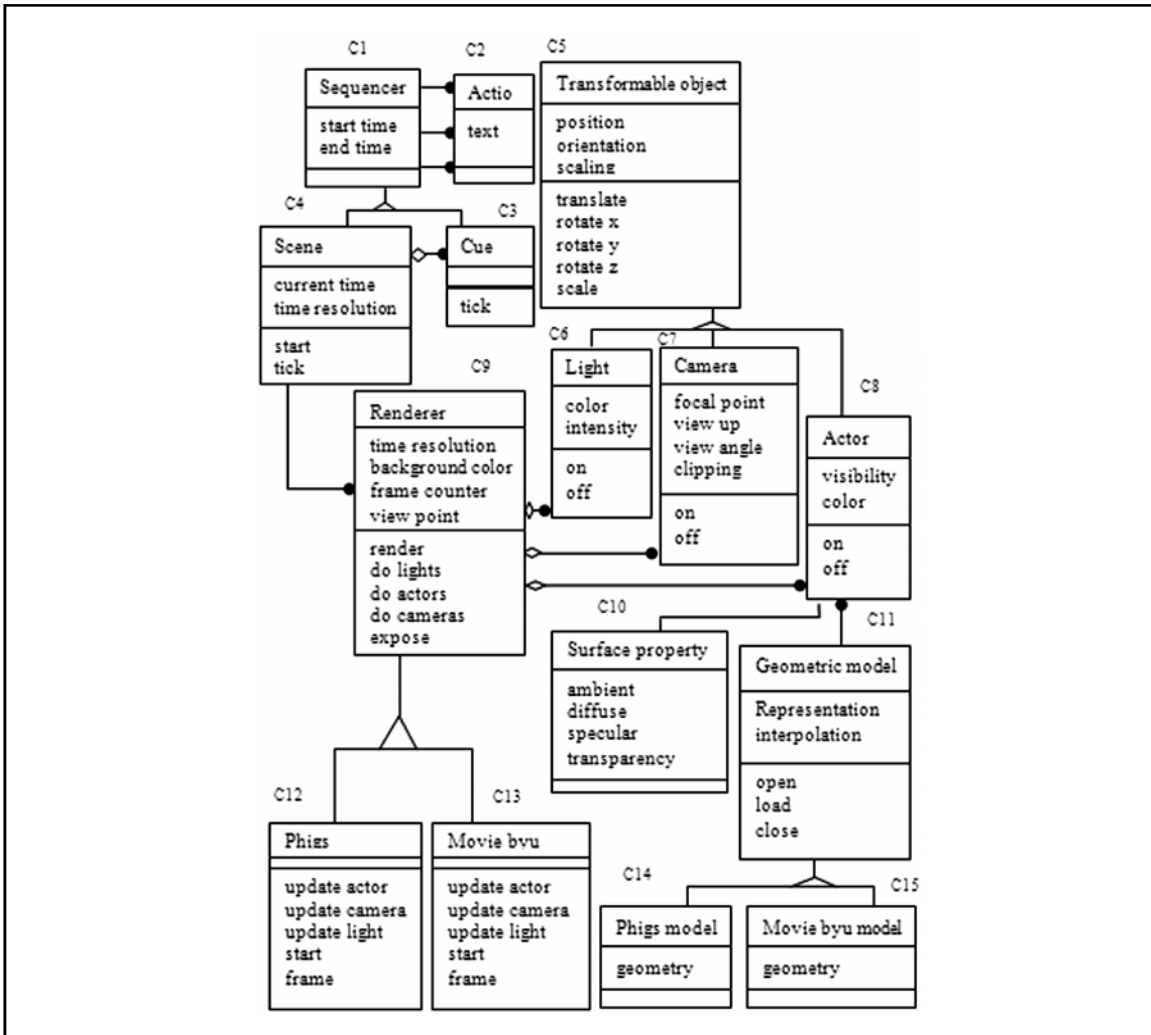 C1
Sequencer
start time
end time
C2
Actio
text
C5
Transformable object
position
orientation
scaling
translate
rotate x
rotate y
rotate z
scale
C4
Scene
current time
time resolution
start
tick
C3
Cue
tick
C6
Light
color
intensity
on
off
C7
Camera
focal point
view up
view angle
clipping
on
off
C8
Actor
visibility
color
on
off
C9
Renderer
time resolution
background color
frame counter
view point
render
do lights
do actors
do cameras
expose
C10
Surface property
ambient
diffuse
specular
transparency
C11
Geometric model
Representation
interpolation
open
load
close
C12
Phigs
update actor
update camera
update light
start
frame
C13
Movie byu
update actor
update camera
update light
start
frame
C14
Phigs model
geometry
C15
Movie byu model
geometry